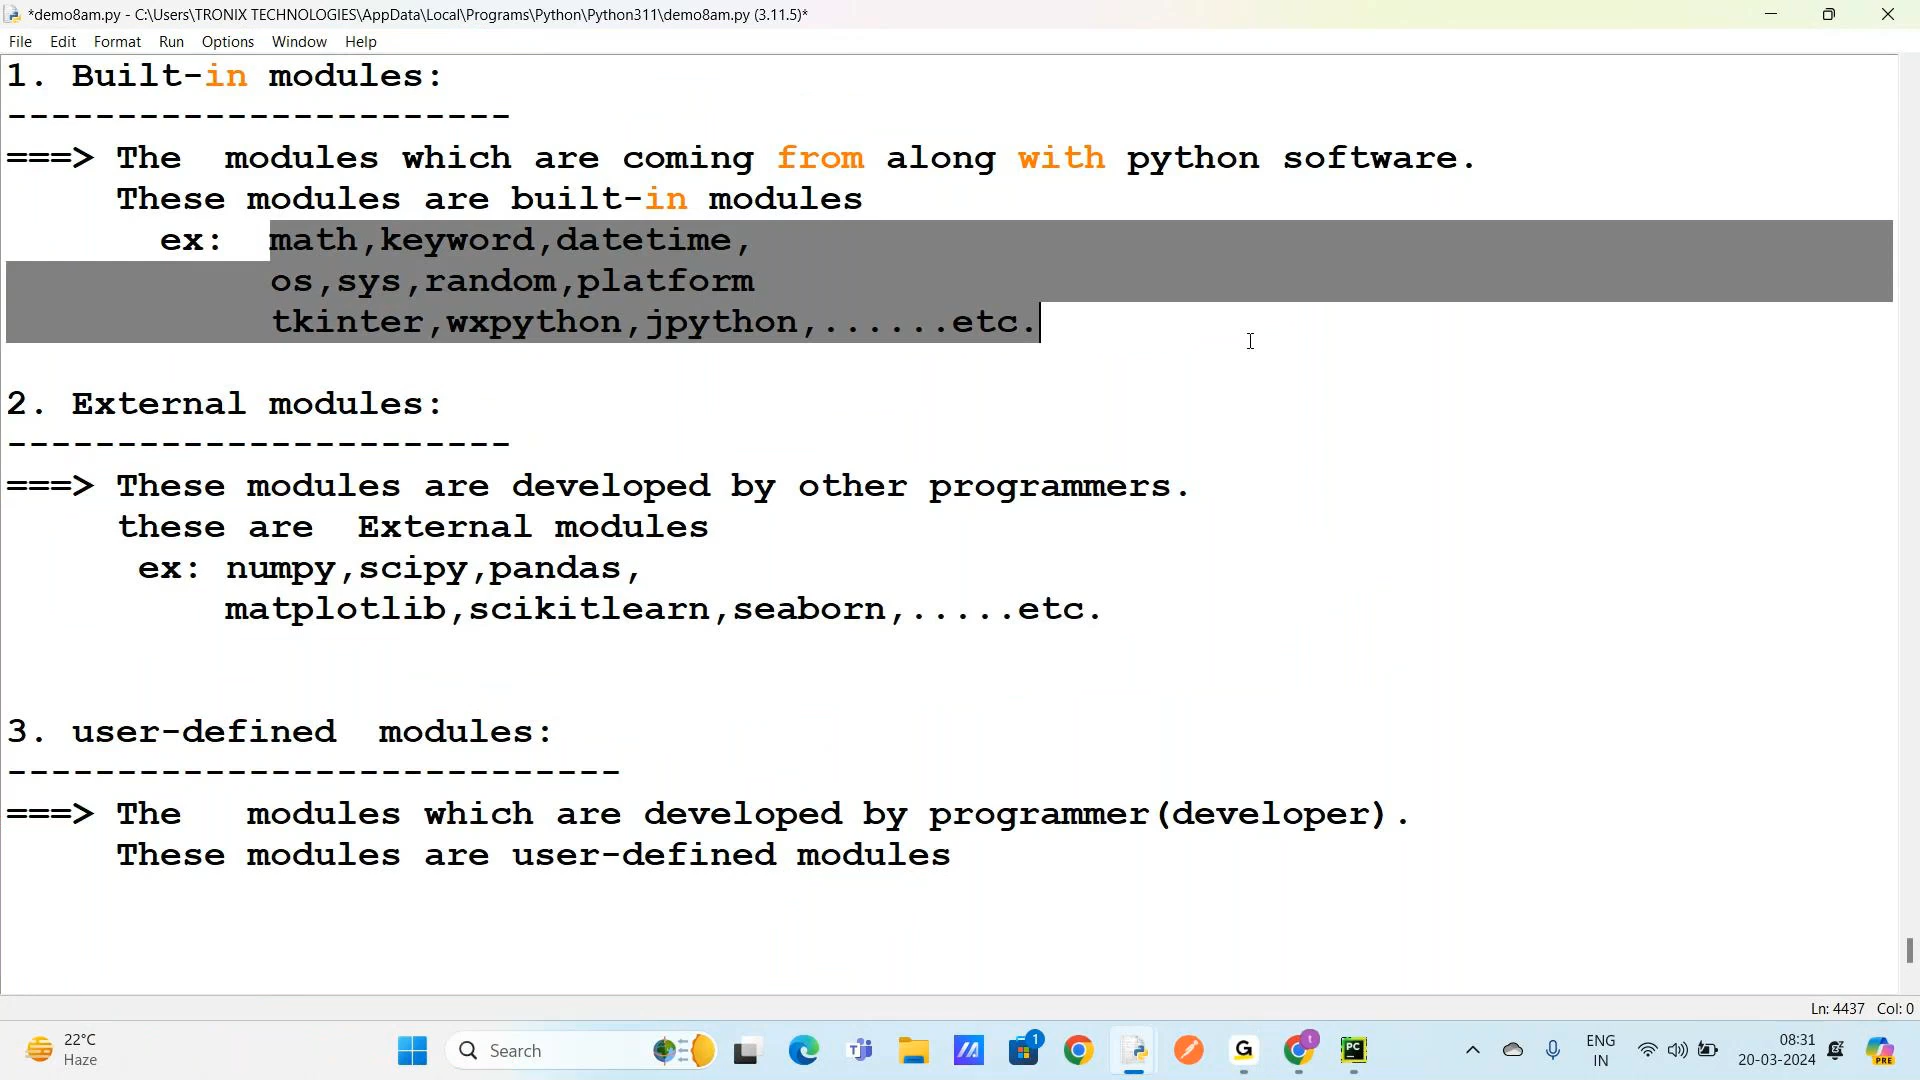 *demo8am.py - C:\Users\TRONIX TECHNOLOGIES\AppData\Local\Programs\Python\Python311\demo8am.py (3.11.5)*
File Edit Format Run Options Window Help
1. Built-in modules:
-----------------------
===> The  modules which are coming from along with python software.
     These modules are built-in modules
       ex:  math,keyword,datetime,
            os,sys,random,platform
            tkinter,wxpython,jpython,......etc.
2. External modules:
-----------------------
===> These modules are developed by other programmers.
     these are  External modules
      ex: numpy,scipy,pandas,
          matplotlib,scikitlearn,seaborn,.....etc.
3. user-defined  modules:
----------------------------
===> The   modules which are developed by programmer(developer).
     These modules are user-defined modules
Ln: 4437 Col: 0
22°C
Haze
Search
1
t
PC
ENG
IN
08:31
20-03-2024
PRE